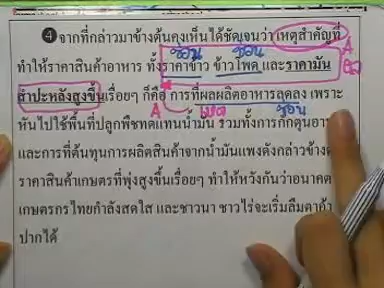 ❹ จากที่กล่าวมาข้างต้นคงเห็น ได้ชัดเจนว่า เหตุสำคัญที่
ทำให้ราคาสินค้าอาหาร ทั้งราคาข้าว ข้าวโพด และราคามัน
สำปะหลังสูงขึ้นเรื่อยๆ ก็คือ การที่ผลผลิตอาหารลดลง เพราะ
หันไปใช้พื้นที่ปลูกพืชทดแทนน้ำมัน รวมทั้งการกักตุนอา
และการที่ต้นทุนการผลิตสินค้าจากน้ำมันแพงดังกล่าวข้างต้
ราคาสินค้าเกษตรที่พุ่งสูงขึ้นเรื่อยๆ ทำให้หวังกันว่าอนาคต
เกษตรกรไทยกำลังสดใส และชาวนา ชาวไร่จะเริ่มลืมตาอ้า
ปากได้
ซ้อน ซ้อน
A
A เหตุ ซ้อน